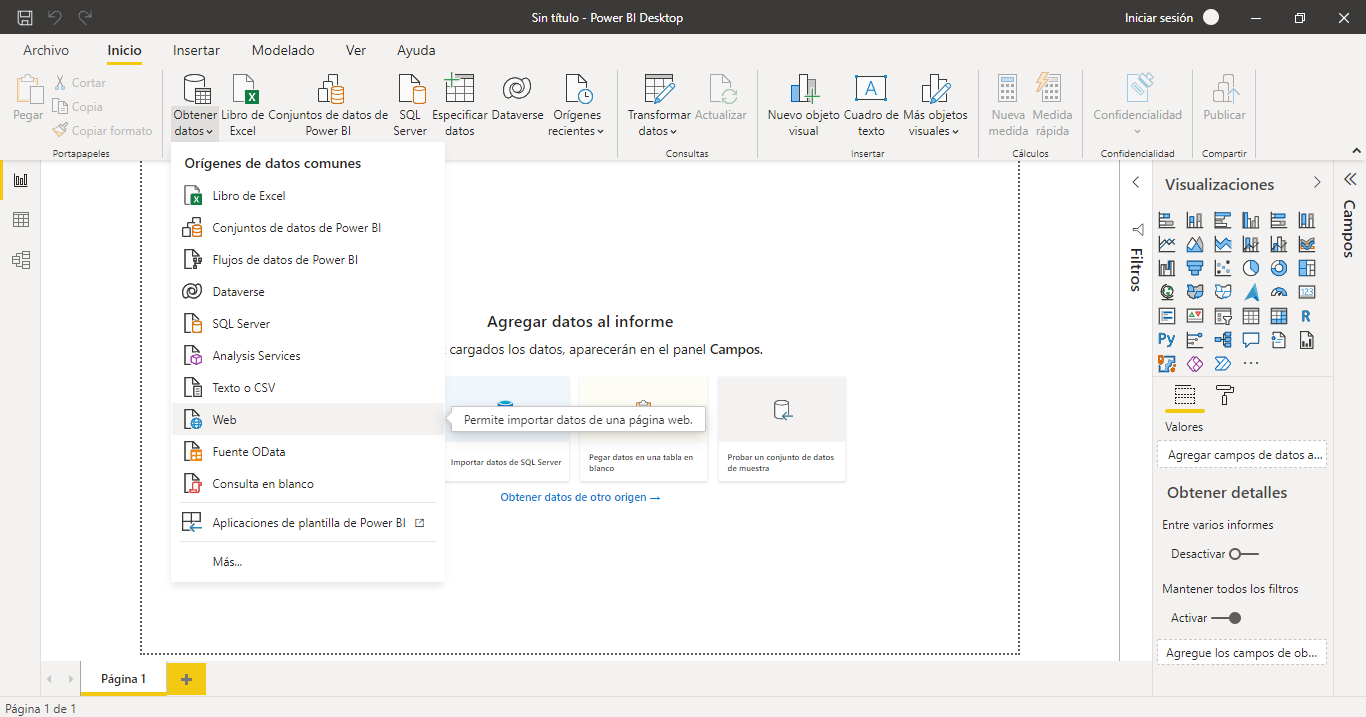 Sin título - Power BI Desktop
Iniciar sesión
Archivo
Inicio
Insertar
Modelado
Ver
Ayuda
Pegar
Cortar
Copia
Copiar formato
Portapapeles
Obtener
datos
Libro de
Excel
Conjuntos de datos de
Power BI
SQL
Server
Especificar
datos
Dataverse
Orígenes
recientes
Transformar
datos
Actualizar
Consultas
Nuevo objeto
visual
Cuadro de
texto
Más objetos
visuales
Insertar
Nueva
medida
Medida
rápida
Cálculos
Confidencialidad
Confidencialidad
Publicar
Compartir
Orígenes de datos comunes
Libro de Excel
Conjuntos de datos de Power BI
Flujos de datos de Power BI
Dataverse
SQL Server
Analysis Services
Texto o CSV
Web
Fuente OData
Consulta en blanco
Aplicaciones de plantilla de Power BI
Más...
Permite importar datos de una página web.
Agregar datos al informe
cargados los datos, aparecerán en el panel Campos.
Importar datos de SQL Server
Pegar datos en una tabla en
blanco
Probar un conjunto de datos
de muestra
Obtener datos de otro origen →
Filtros
Visualizaciones
A
123
R
Py
...
Valores
Agregar campos de datos a...
Obtener detalles
Entre varios informes
Desactivar
Mantener todos los filtros
Activar
Agregue los campos de ob...
Campos
Página 1
+
Página 1 de 1